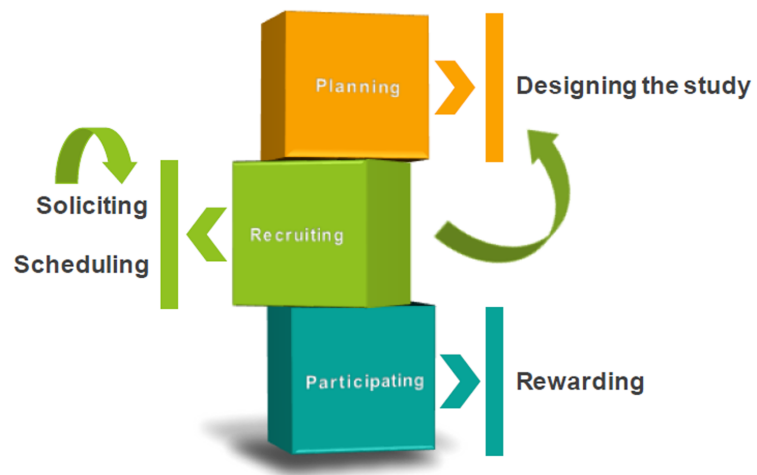 Planning
Designing the study
Soliciting
Scheduling
Recruiting
Participating
Rewarding